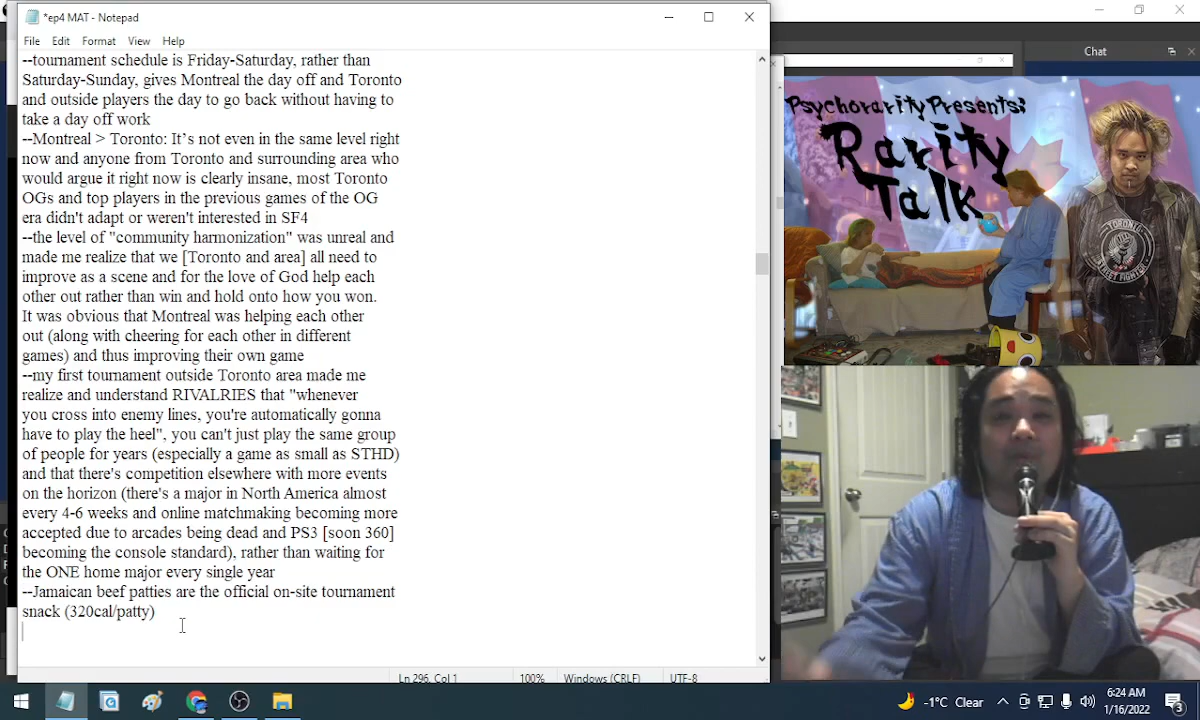 *ep4 MAT - Notepad
File Edit Format View Help
--tournament schedule is Friday-Saturday, rather than
Saturday-Sunday, gives Montreal the day off and Toronto
and outside players the day to go back without having to
take a day off work
--Montreal > Toronto: It's not even in the same level right
now and anyone from Toronto and surrounding area who
would argue it right now is clearly insane, most Toronto
OGs and top players in the previous games of the OG
era didn't adapt or weren't interested in SF4
--the level of "community harmonization" was unreal and
made me realize that we [Toronto and area] all need to
improve as a scene and for the love of God help each
other out rather than win and hold onto how you won.
It was obvious that Montreal was helping each other
out (along with cheering for each other in different
games) and thus improving their own game
--my first tournament outside Toronto area made me
realize and understand RIVALRIES that "whenever
you cross into enemy lines, you're automatically gonna
have to play the heel", you can't just play the same group
of people for years (especially a game as small as STHD)
and that there's competition elsewhere with more events
on the horizon (there's a major in North America almost
every 4-6 weeks and online matchmaking becoming more
accepted due to arcades being dead and PS3 [soon 360]
becoming the console standard), rather than waiting for
the ONE home major every single year
--Jamaican beef patties are the official on-site tournament
snack (320cal/patty)
Ln 296, Col 1 100% Windows (CRLF) UTF-8
Chat
PsychorarityPresents:
Rarity
Talk
TORONTO
STREET FIGHTER
-1°C Clear
6:24 AM
1/16/2022
3